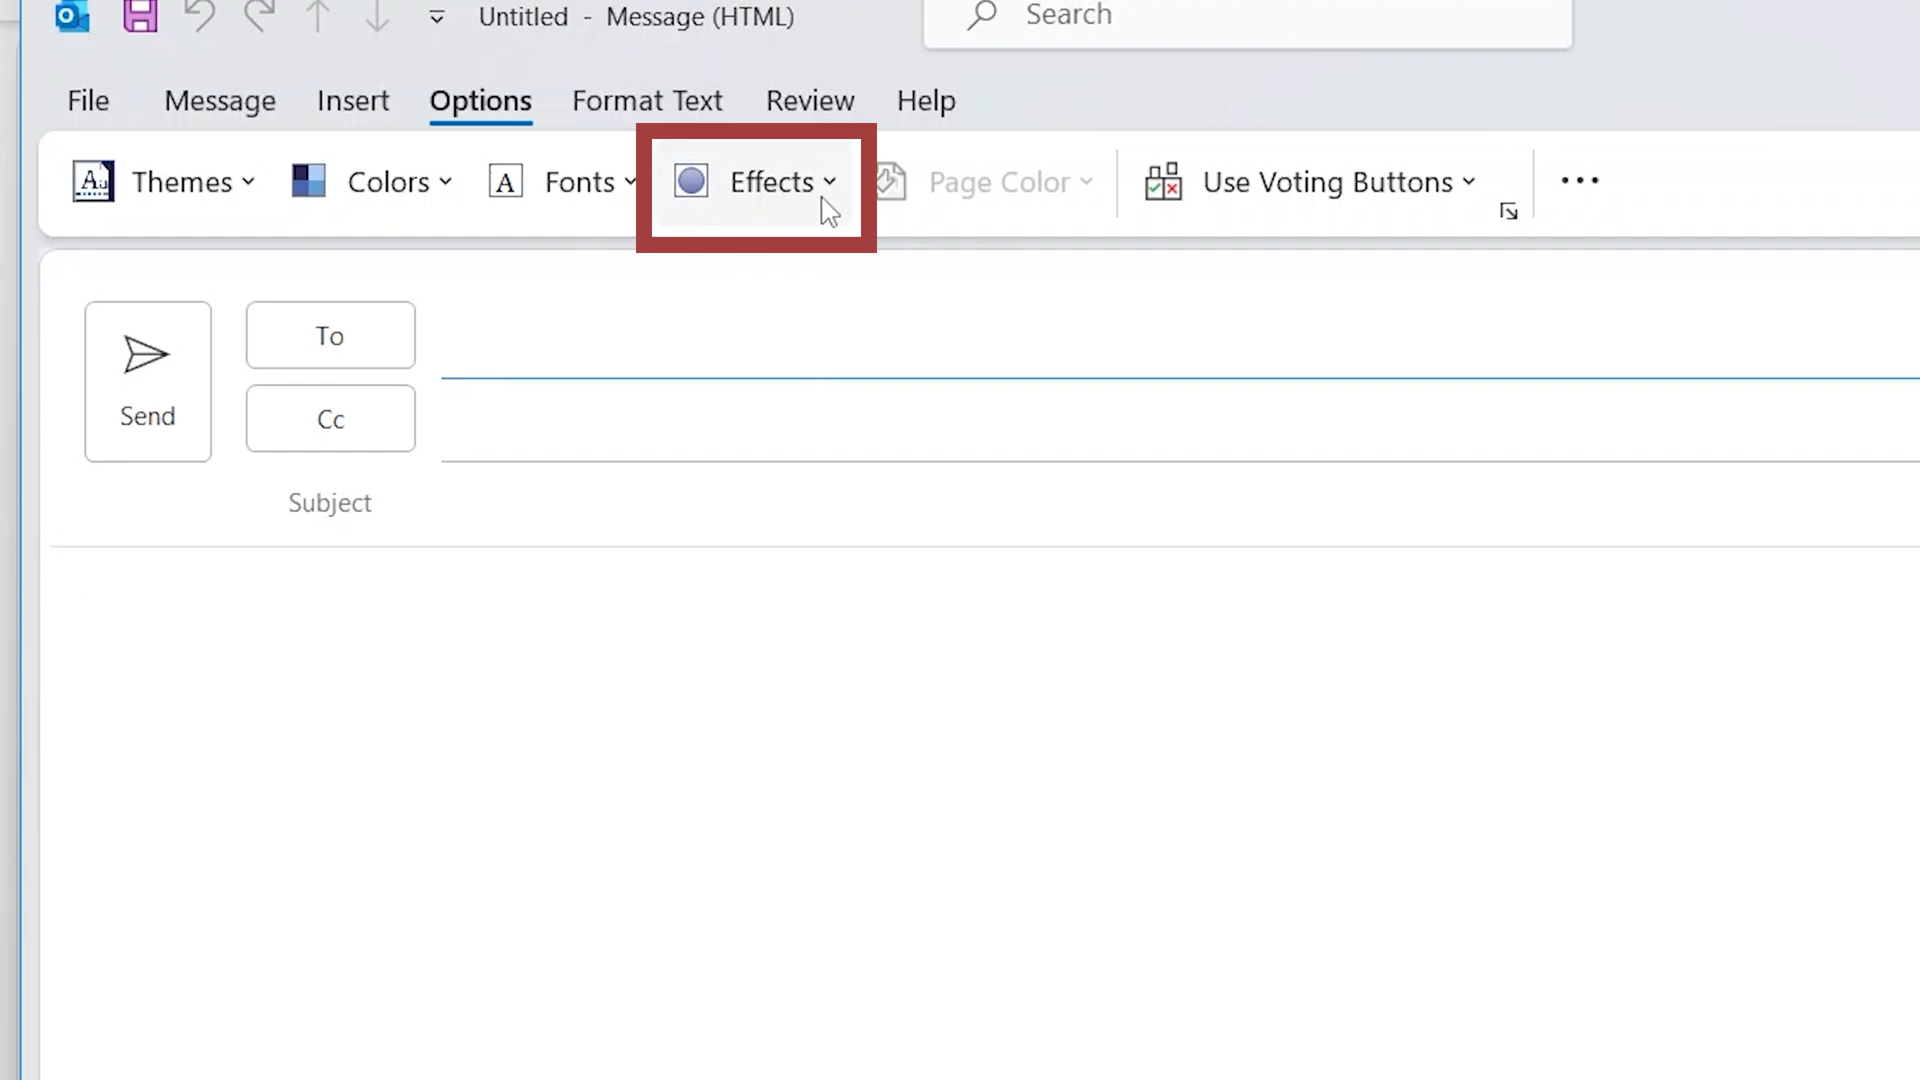 Untitled - Message (HTML)
Search
File Message Insert Options Format Text Review Help
Themes Colors Fonts Effects Page Color Use Voting Buttons
To
Send
Cc
Subject